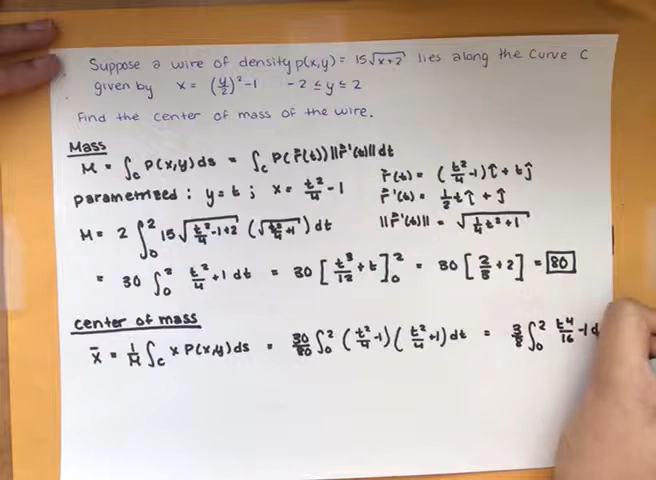 Suppose a wire of density p(x,y) = 15√x+2 lies along the curve C
given by x = (y/2)² -1 -2 ≤ y ≤ 2
Find the center of mass of the wire.
Mass
M = ∫c P(x,y) ds = ∫c P(r⃗(t)) ||r⃗'(t)|| dt
r⃗(t) = (t²/4 -1)î + tĵ
parametrized : y = t ; x = t²/4 - 1
r⃗'(t) = 1/2 t î + ĵ
M = 2 ∫₀² 15√(t²/4 -1+2) (√(t²/4 +1)) dt
||r⃗'(t)|| = √(1/4 t² + 1)
= 30 ∫₀² t²/4 + 1 dt = 30 [t³/12 + t]₀² = 30 [2/3 + 2] = 80
center of mass
x̄ = 1/M ∫c x P(x,y) ds = 30/80 ∫₀² (t²/4 -1)(t²/4 +1) dt = 3/8 ∫₀² t⁴/16 -1 d